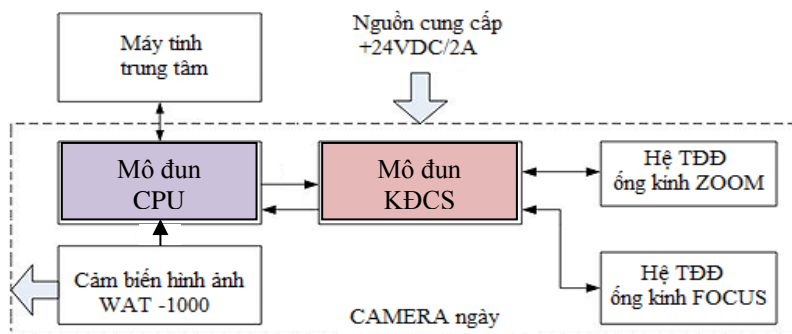 Máy tính
trung tâm
Nguồn cung cấp
+24VDC/2A
Mô đun
CPU
Mô đun
KĐCS
Hệ TĐĐ
ống kính ZOOM
Cảm biến hình ảnh
WAT -1000
Hệ TĐĐ
ống kính FOCUS
CAMERA ngày